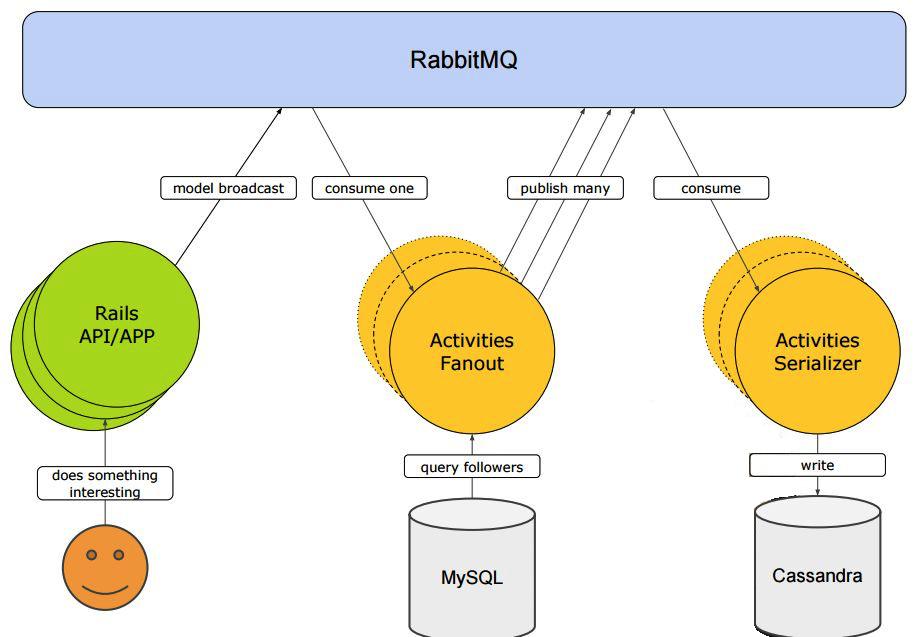 RabbitMQ
model broadcast
consume one
publish many
consume
Rails
API/APP
Activities
Fanout
Activities
Serializer
does something
interesting
query followers
write
MySQL
Cassandra